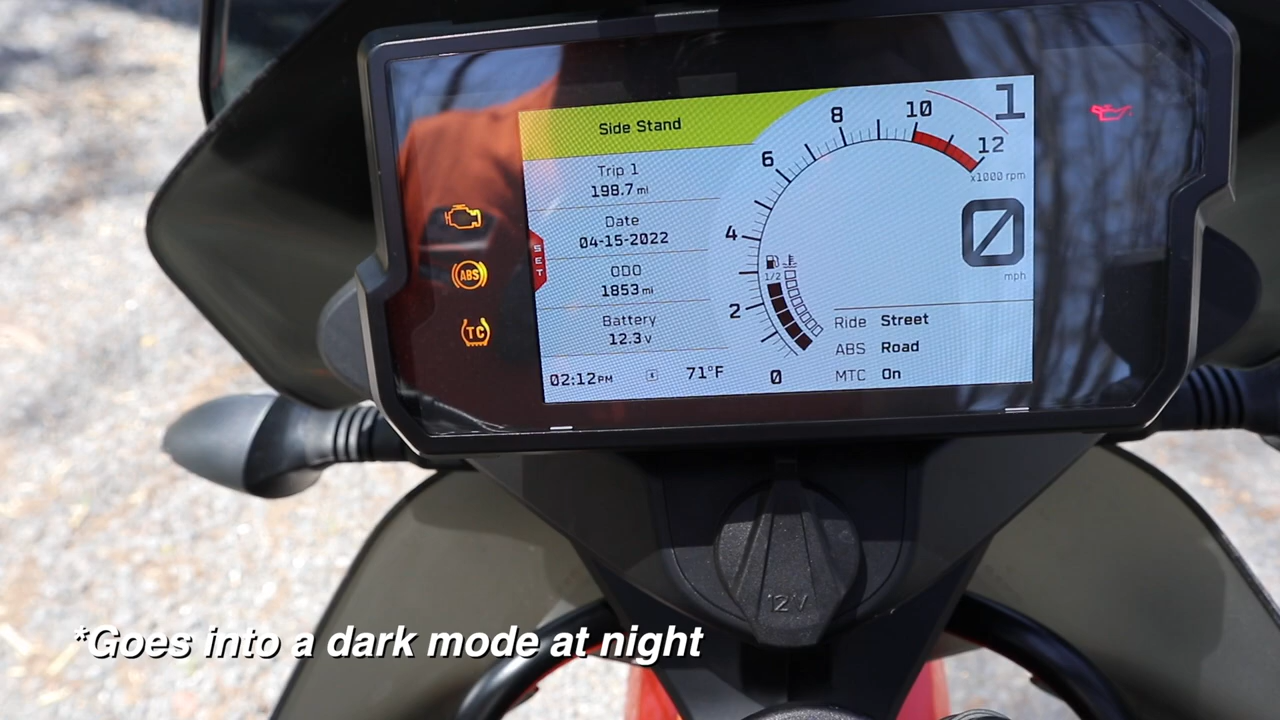 Side Stand
Trip 1
198.7 mi
Date
04-15-2022
ODO
1853 mi
Battery
12.3 v
02:12 PM
71°F
SET
ABS
TC
0
2
4
6
8
10
12
x1000 rpm
1
1/2
0
mph
Ride Street
ABS Road
MTC On
12V
*Goes into a dark mode at night